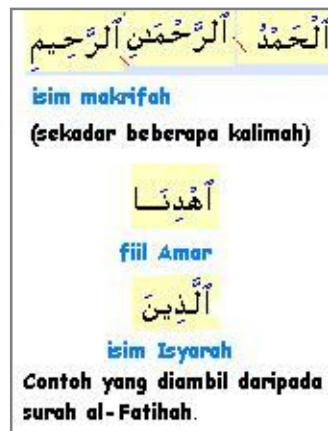 ٱلْحَمْدُ ٱلرَّحْمَـٰنِ ٱلرَّحِيمِ
isim makrifah
(sekadar beberapa kalimah)
ٱهْدِنَــا
fiil Amar
ٱلَّذِينَ
isim Isyarah
Contoh yang diambil daripada
surah al-Fatihah.